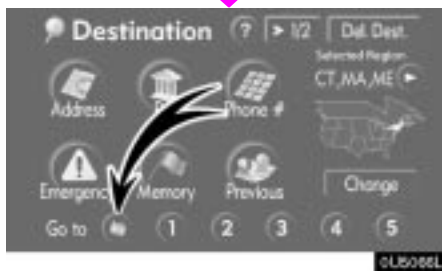 Destination ? 1/2 Del. Dest.
Selected Region
CT,MA,ME
Address Phone #
Emergency Memory Previous Change
Go to 1 2 3 4 5